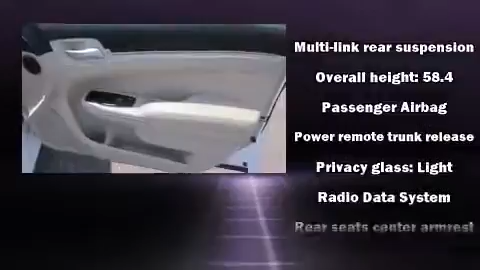 Multi-link rear suspension
Overall height: 58.4
Passenger Airbag
Power remote trunk release
Privacy glass: Light
Radio Data System
Rear seats center armrest